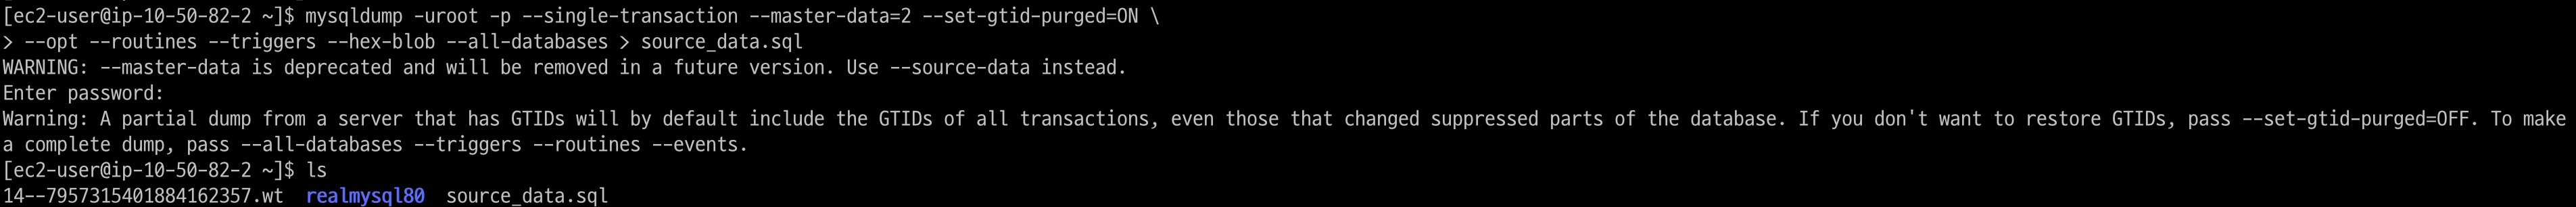 [ec2-user@ip-10-50-82-2 ~]$ mysqldump -uroot -p --single-transaction --master-data=2 --set-gtid-purged=ON \
> --opt --routines --triggers --hex-blob --all-databases > source_data.sql
WARNING: --master-data is deprecated and will be removed in a future version. Use --source-data instead.
Enter password:
Warning: A partial dump from a server that has GTIDs will by default include the GTIDs of all transactions, even those that changed suppressed parts of the database. If you don't want to restore GTIDs, pass --set-gtid-purged=OFF. To make
a complete dump, pass --all-databases --triggers --routines --events.
[ec2-user@ip-10-50-82-2 ~]$ ls
14--7957315401884162357.wt  realmysql80  source_data.sql